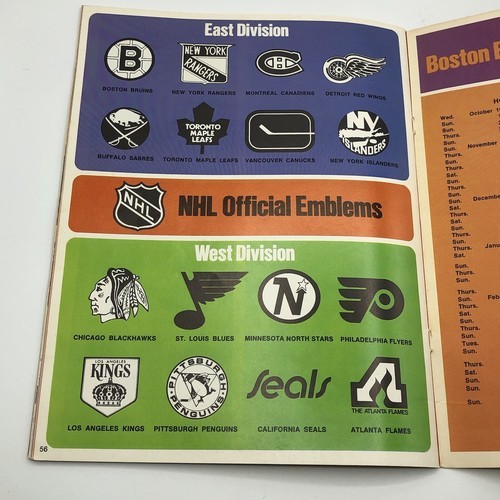 East Division
B
NEW YORK
RANGERS
C
H
BOSTON BRUINS
NEW YORK RANGERS
MONTREAL CANADIENS
DETROIT RED WINGS
TORONTO
MAPLE
LEAFS
NY
ISLANDERS
BUFFALO SABRES
TORONTO MAPLE LEAFS
VANCOUVER CANUCKS
NEW YORK ISLANDERS
NHL
NHL Official Emblems
West Division
N
P
CHICAGO BLACKHAWKS
ST. LOUIS BLUES
MINNESOTA NORTH STARS
PHILADELPHIA FLYERS
LOS ANGELES
KINGS
PITTSBURGH
PENGUINS
Seals
A
THE ATLANTA FLAMES
LOS ANGELES KINGS
PITTSBURGH PENGUINS
CALIFORNIA SEALS
ATLANTA FLAMES
56
Boston
Wed. October
Sun.
Sun.
Thurs.
Sun. November
Thurs.
Sun.
Thurs.
Sat.
Sun.
Thurs.
Sun.
Thurs.
Sun.
Thurs.
Sat.
Sun.
Thurs.
Sun.
Thurs.
Sat.
Sun.
Thurs.
Sun.
Thurs.
Sun.
Tues.
Sun.
Thurs.
Sat.
Sun.
Thurs.
Sun.
Sun.